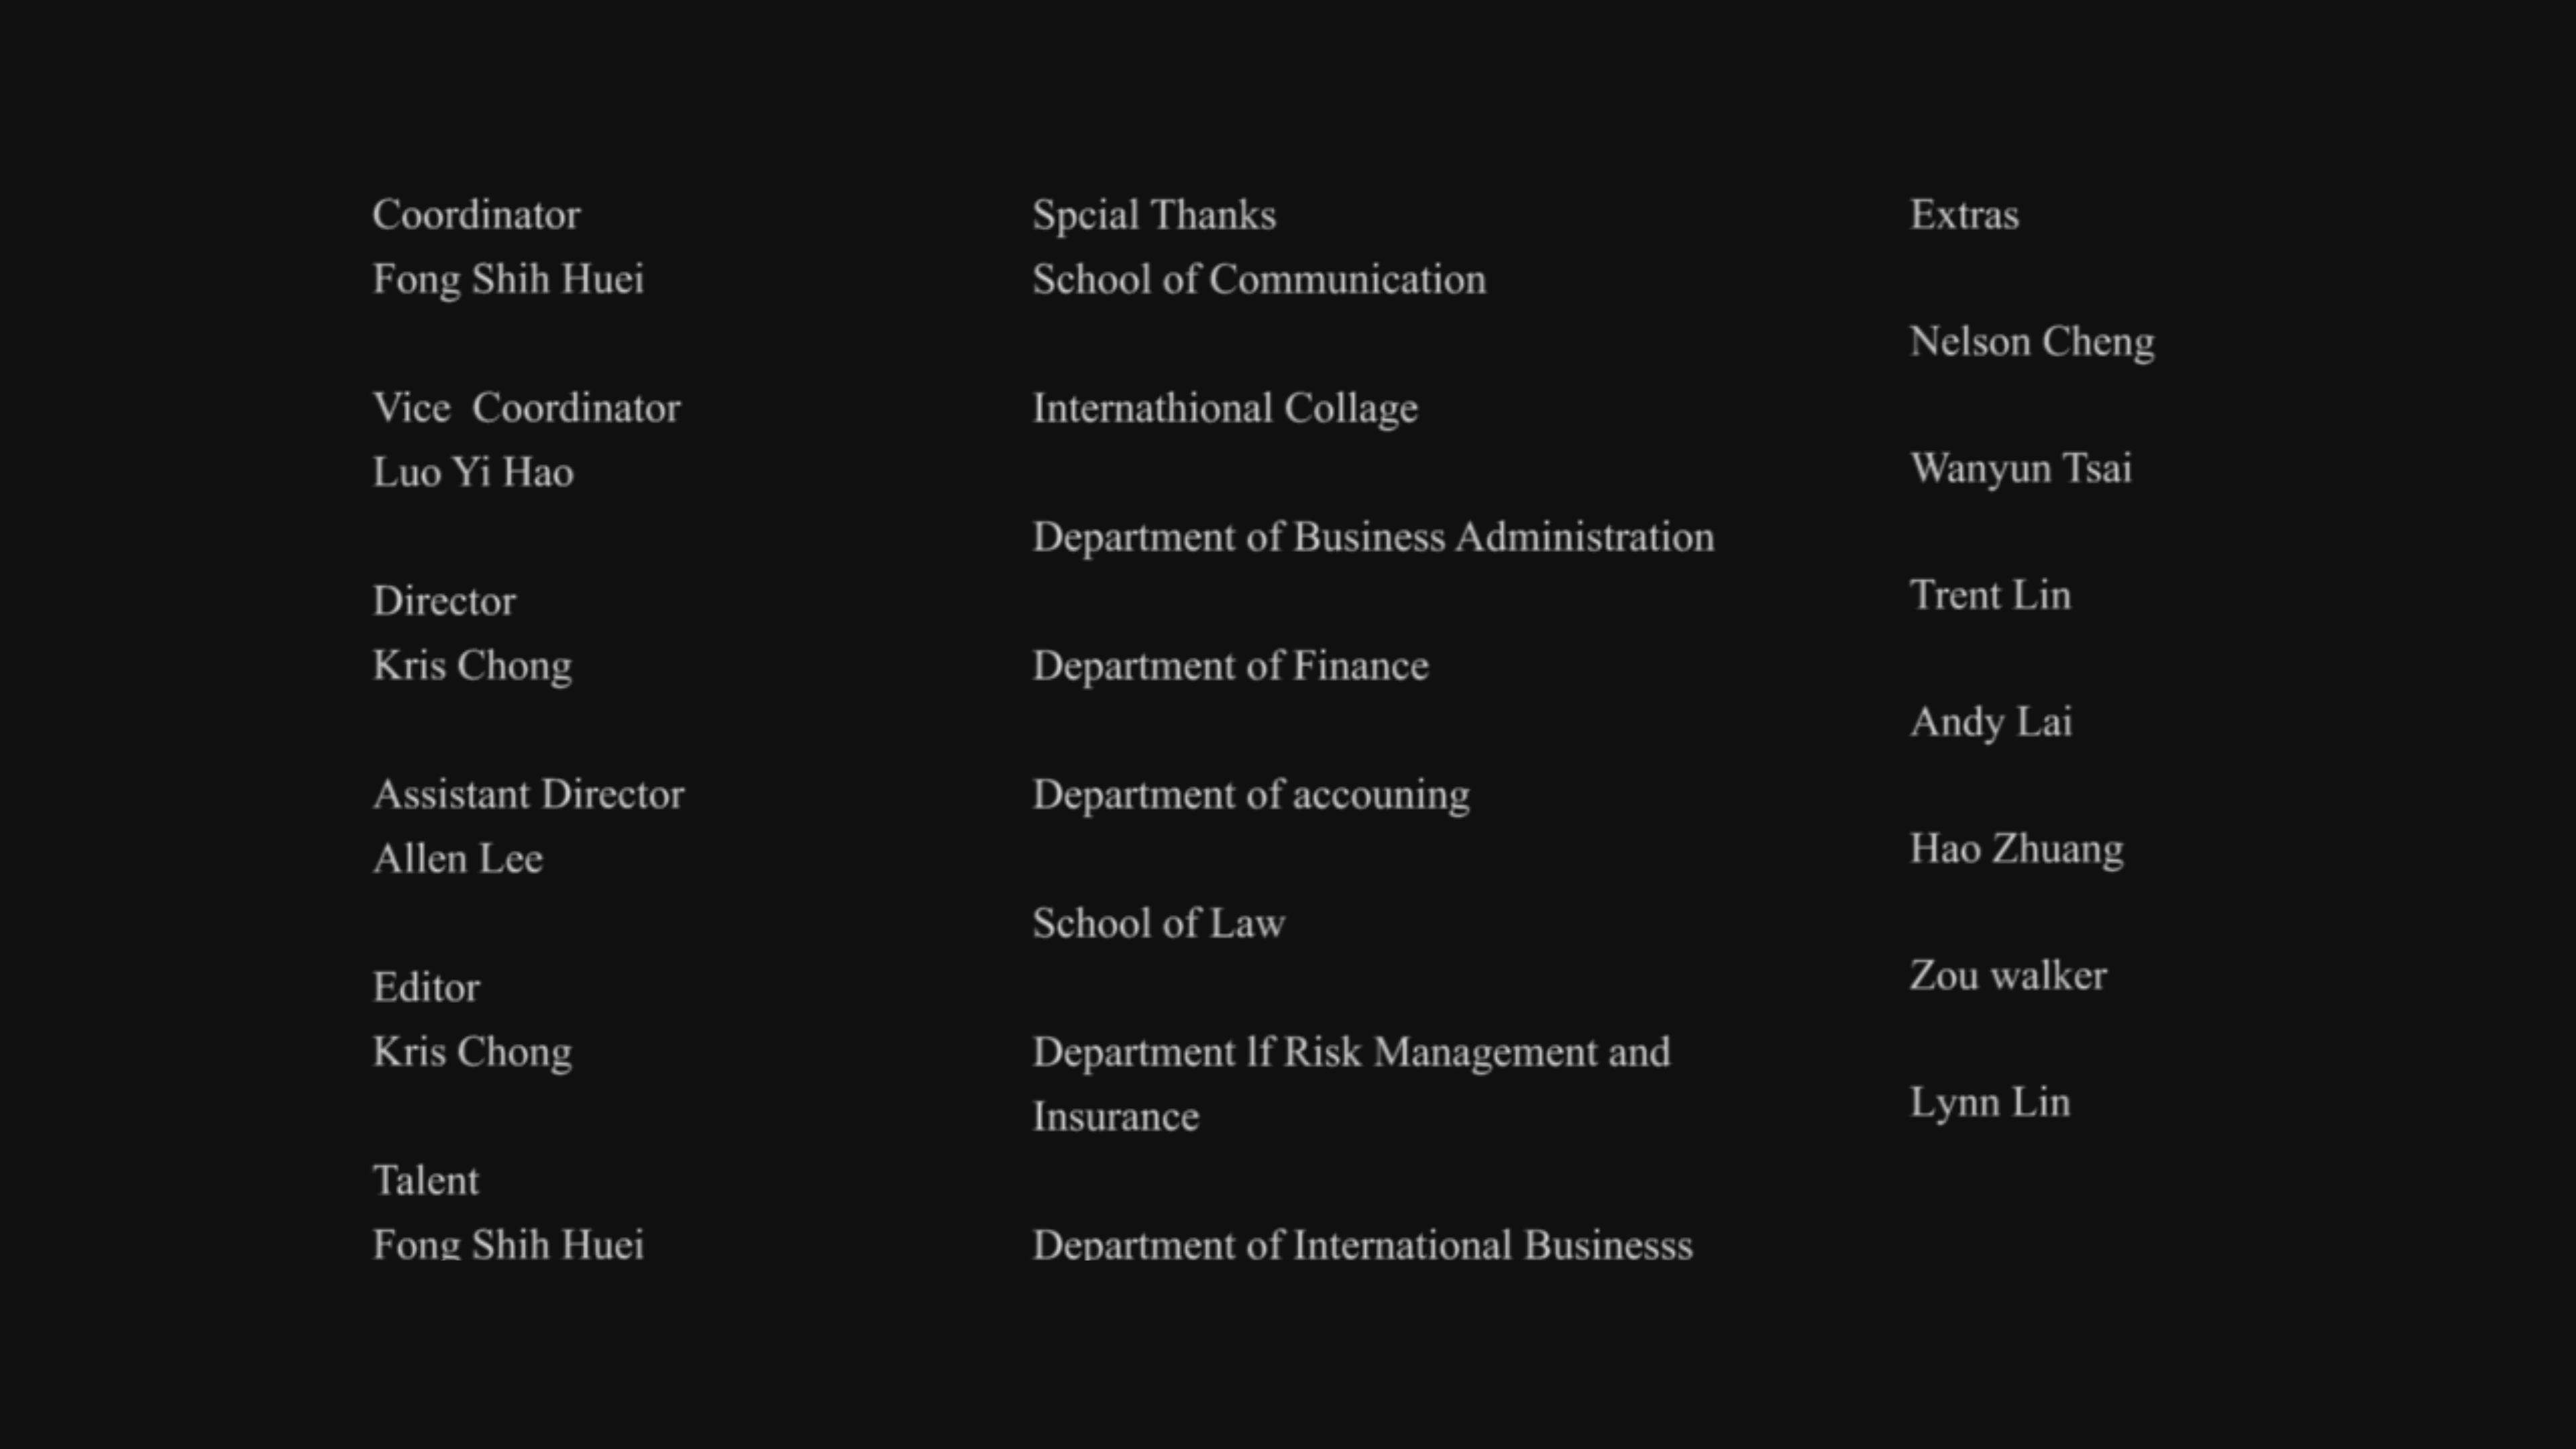 Coordinator
Fong Shih Huei
Vice  Coordinator
Luo Yi Hao
Director
Kris Chong
Assistant Director
Allen Lee
Editor
Kris Chong
Talent
Fong Shih Huei
Spcial Thanks
School of Communication
Internathional Collage
Department of Business Administration
Department of Finance
Department of accouning
School of Law
Department lf Risk Management and
Insurance
Department of International Businesss
Extras
Nelson Cheng
Wanyun Tsai
Trent Lin
Andy Lai
Hao Zhuang
Zou walker
Lynn Lin